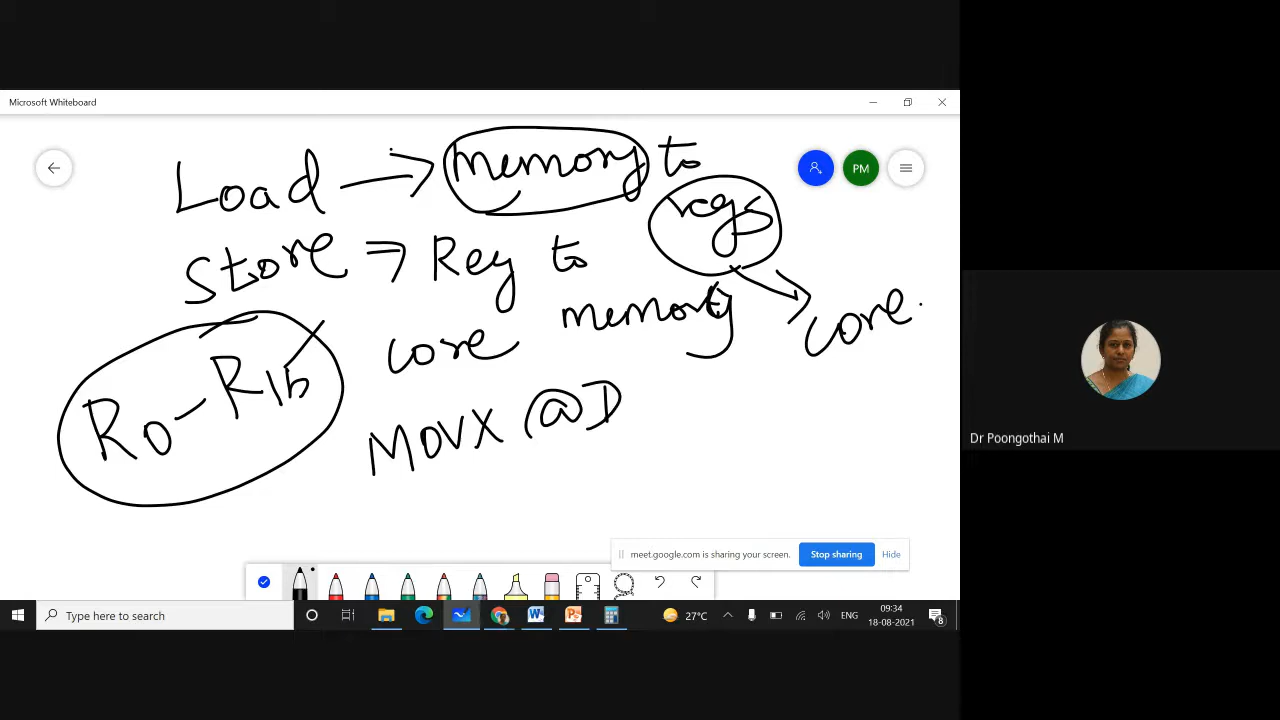 Microsoft Whiteboard
Load → memory to
regs
Store ⇒ Reg to
memory
core
core.
R0 - R15
MOVX @D
PM
Dr Poongothai M
meet.google.com is sharing your screen.
Stop sharing
Hide
Type here to search
27°C
ENG
09:34
18-08-2021
8